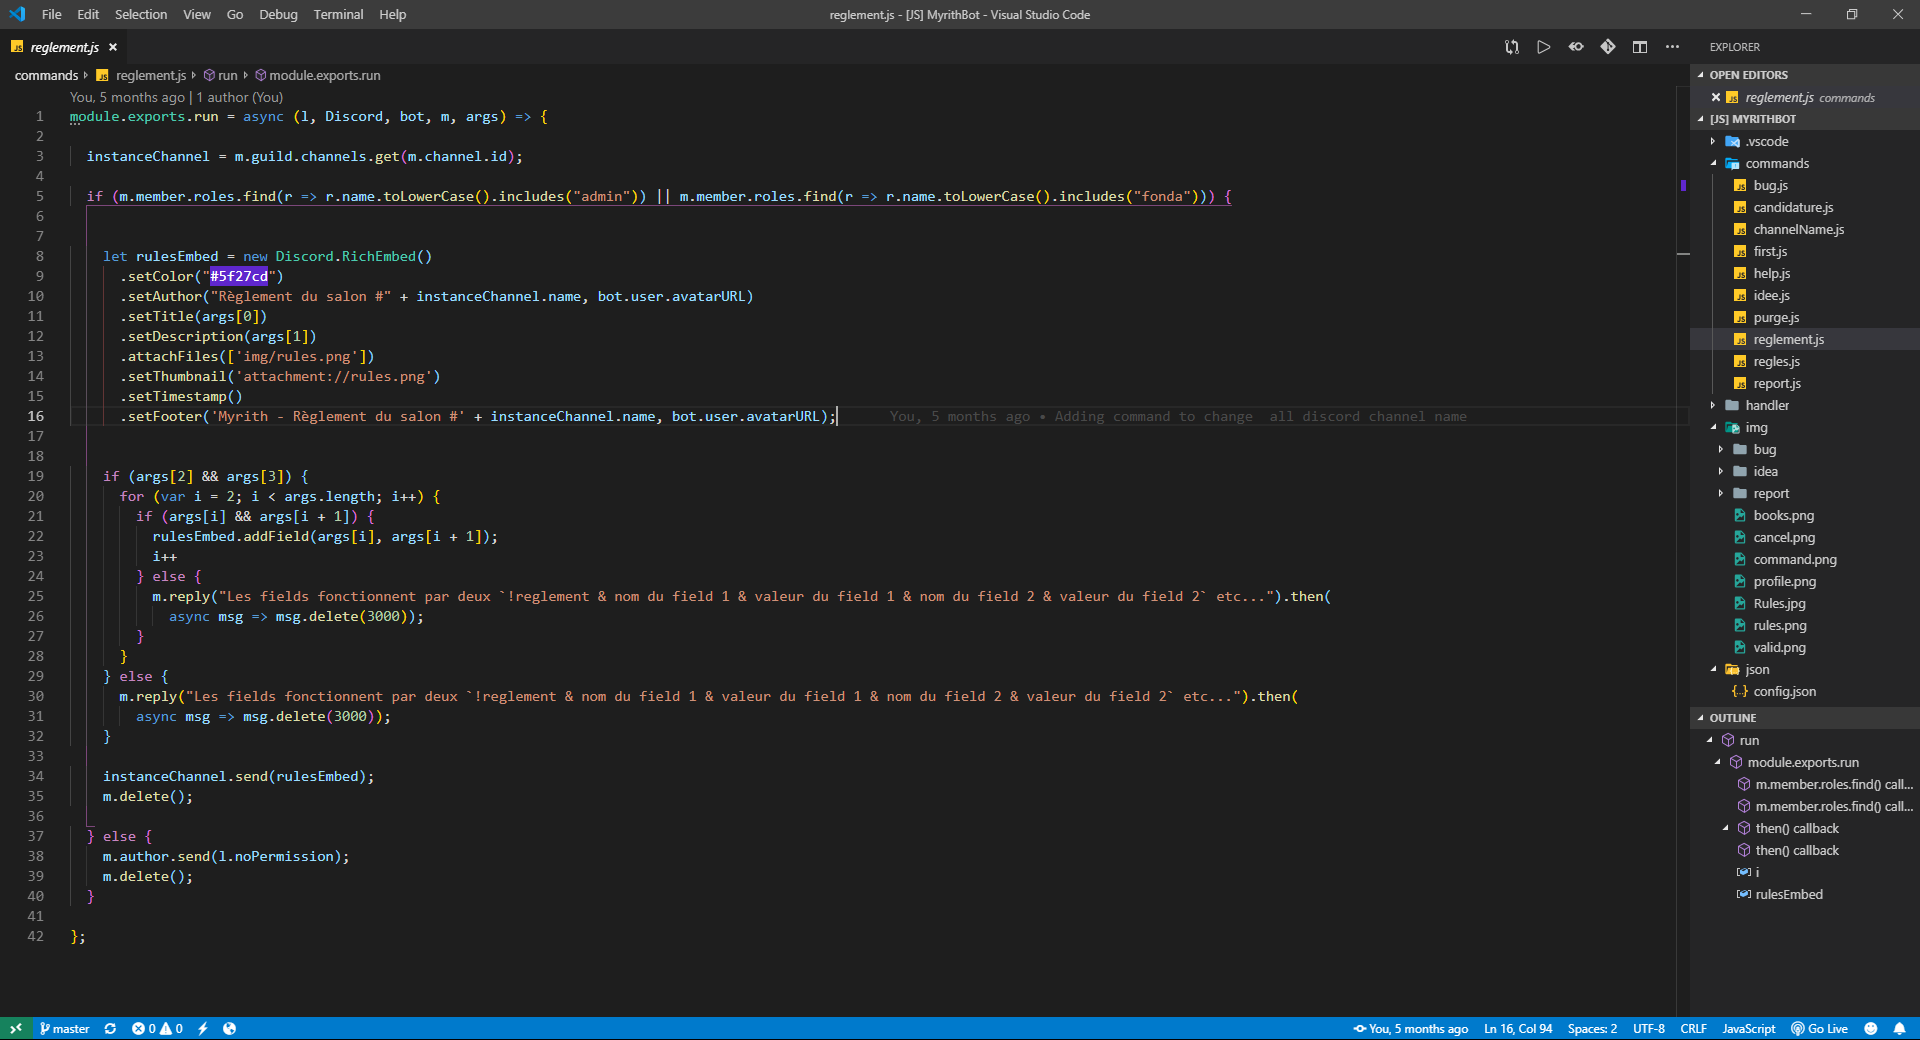 File Edit Selection View Go Debug Terminal Help
reglement.js - [JS] MyrithBot - Visual Studio Code
JS reglement.js
commands JS reglement.js run module.exports.run
You, 5 months ago | 1 author (You)
1 module.exports.run = async (l, Discord, bot, m, args) => {
2
3 instanceChannel = m.guild.channels.get(m.channel.id);
4
5 if (m.member.roles.find(r => r.name.toLowerCase().includes("admin")) || m.member.roles.find(r => r.name.toLowerCase().includes("fonda"))) {
6
7
8 let rulesEmbed = new Discord.RichEmbed()
9 .setColor("#5f27cd")
10 .setAuthor("Règlement du salon #" + instanceChannel.name, bot.user.avatarURL)
11 .setTitle(args[0])
12 .setDescription(args[1])
13 .attachFiles(['img/rules.png'])
14 .setThumbnail('attachment://rules.png')
15 .setTimestamp()
16 .setFooter('Myrith - Règlement du salon #' + instanceChannel.name, bot.user.avatarURL); You, 5 months ago • Adding command to change  all discord channel name
17
18
19 if (args[2] && args[3]) {
20 for (var i = 2; i < args.length; i++) {
21 if (args[i] && args[i + 1]) {
22 rulesEmbed.addField(args[i], args[i + 1]);
23 i++
24 } else {
25 m.reply("Les fields fonctionnent par deux `!reglement & nom du field 1 & valeur du field 1 & nom du field 2 & valeur du field 2` etc...").then(
26 async msg => msg.delete(3000));
27 }
28 }
29 } else {
30 m.reply("Les fields fonctionnent par deux `!reglement & nom du field 1 & valeur du field 1 & nom du field 2 & valeur du field 2` etc...").then(
31 async msg => msg.delete(3000));
32 }
33
34 instanceChannel.send(rulesEmbed);
35 m.delete();
36
37 } else {
38 m.author.send(l.noPermission);
39 m.delete();
40 }
41
42 };
EXPLORER
OPEN EDITORS
JS reglement.js commands
[JS] MYRITHBOT
.vscode
commands
JS bug.js
JS candidature.js
JS channelName.js
JS first.js
JS help.js
JS idee.js
JS purge.js
JS reglement.js
JS regles.js
JS report.js
handler
img
bug
idea
report
books.png
cancel.png
command.png
profile.png
Rules.jpg
rules.png
valid.png
json
{..} config.json
OUTLINE
run
module.exports.run
m.member.roles.find() call...
m.member.roles.find() call...
then() callback
then() callback
i
rulesEmbed
master 0 0
You, 5 months ago Ln 16, Col 94 Spaces: 2 UTF-8 CRLF JavaScript Go Live